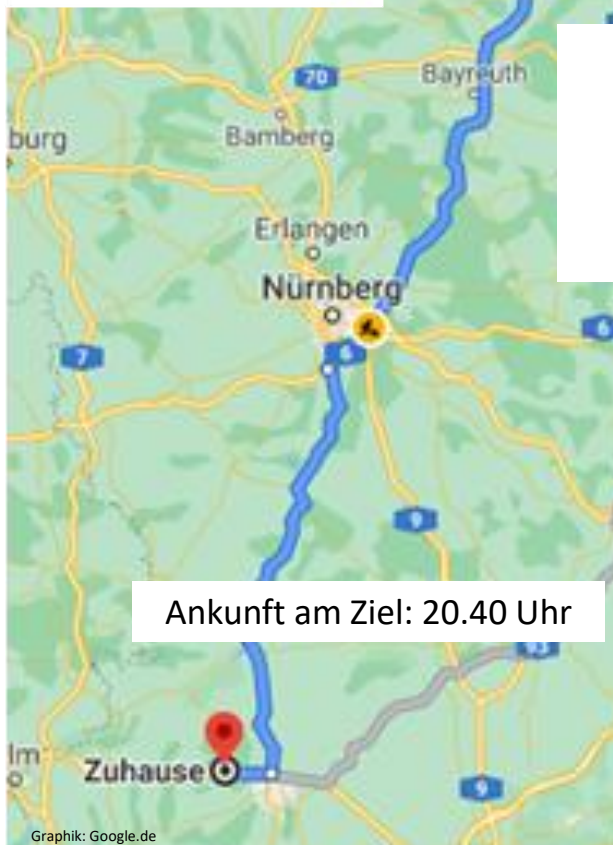 70
Bayreuth
Bamberg
burg
Erlangen
Nürnberg
6
6
7
9
Ankunft am Ziel: 20.40 Uhr
93
lm
Zuhause
9
Graphik: Google.de